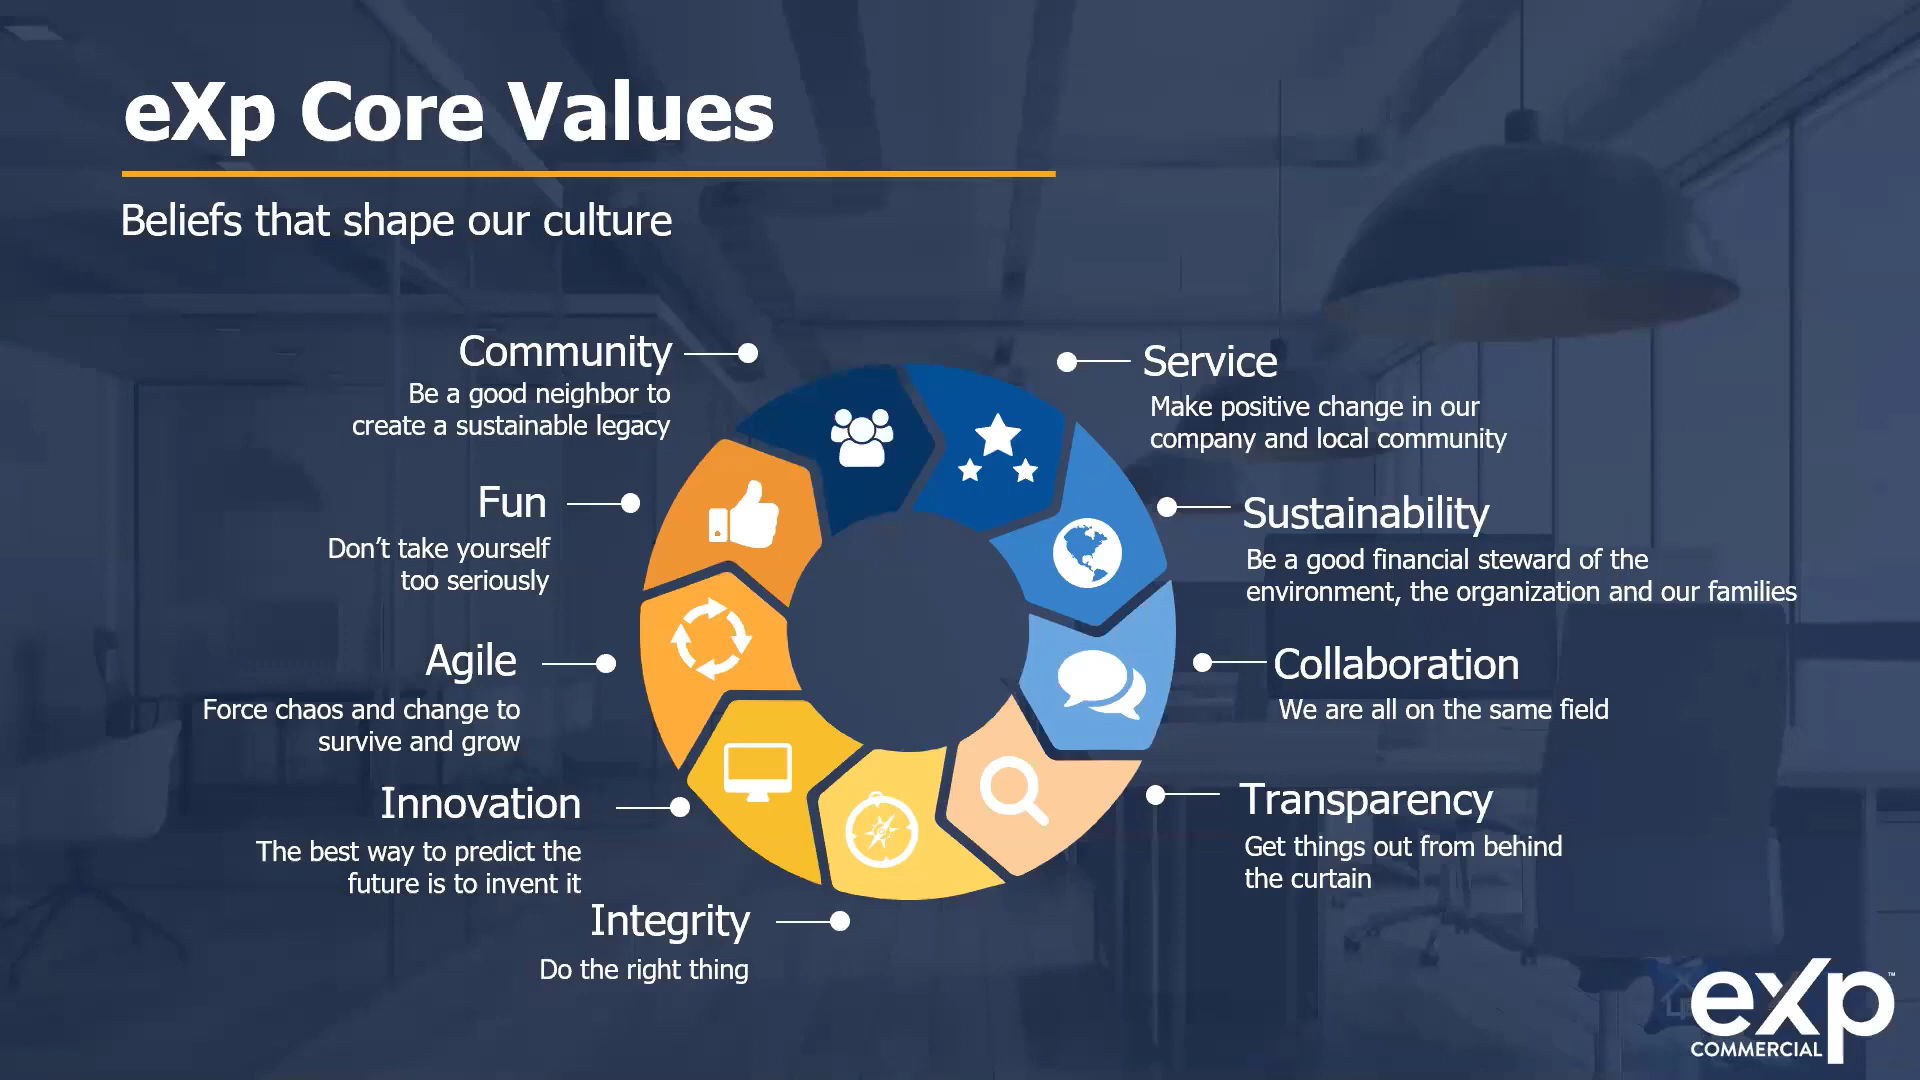 eXp Core Values
Beliefs that shape our culture
Community
Be a good neighbor to
create a sustainable legacy
Service
Make positive change in our
company and local community
Fun
Don’t take yourself
too seriously
Sustainability
Be a good financial steward of the
environment, the organization and our families
Agile
Force chaos and change to
survive and grow
Collaboration
We are all on the same field
Innovation
The best way to predict the
future is to invent it
Transparency
Get things out from behind
the curtain
Integrity
Do the right thing
eXp™
COMMERCIAL